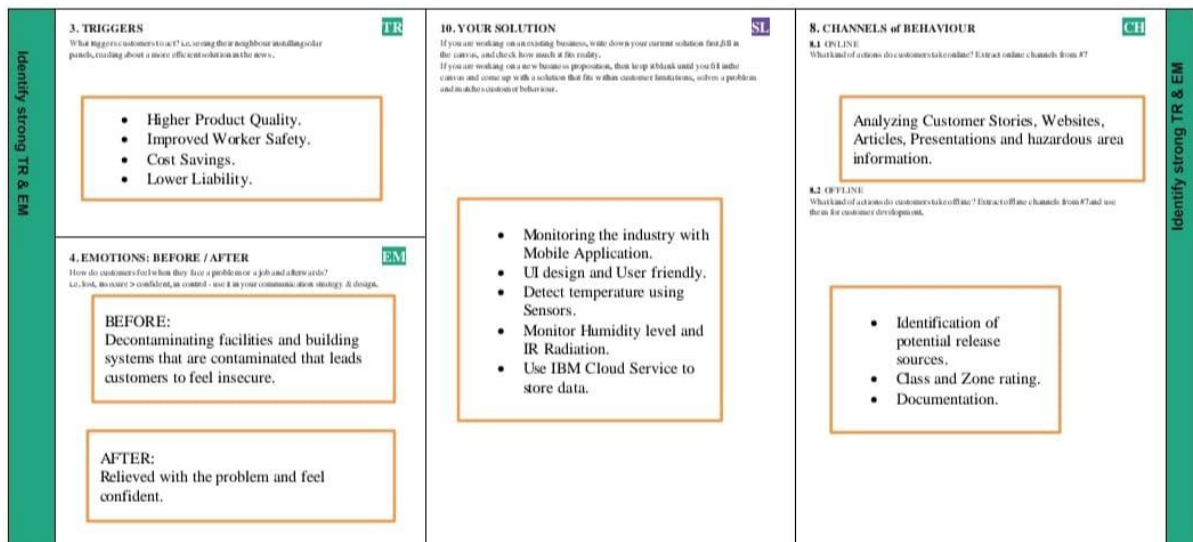 Identify strong TR & EM
3. TRIGGERS
TR
What triggers customers to act? i.e. seeing their neighbour installing solar
panels, reading about a more efficient solution in the news.
• Higher Product Quality.
• Improved Worker Safety.
• Cost Savings.
• Lower Liability.
4. EMOTIONS: BEFORE / AFTER
EM
How do customers feel when they face a problem or a job and afterwards?
i.e. lost, insecure > confident, in control - use it in your communication strategy & design.
BEFORE:
Decontaminating facilities and building
systems that are contaminated that leads
customers to feel insecure.
AFTER:
Relieved with the problem and feel
confident.
10. YOUR SOLUTION
SL
If you are working on an existing business, write down your current solution first, fill in
the canvas, and check how much it fits reality.
If you are working on a new business proposition, then keep it blank until you fill in the
canvas and come up with a solution that fits within customer limitations, solves a problem
and matches customer behaviour.
• Monitoring the industry with
Mobile Application.
• UI design and User friendly.
• Detect temperature using
Sensors.
• Monitor Humidity level and
IR Radiation.
• Use IBM Cloud Service to
store data.
8. CHANNELS of BEHAVIOUR
CH
8.1 ONLINE
What kind of actions do customers take online? Extract online channels from #7
Analyzing Customer Stories, Websites,
Articles, Presentations and hazardous area
information.
8.2 OFFLINE
What kind of actions do customers take offline? Extract offline channels from #7 and use
them for customer development.
• Identification of
potential release
sources.
• Class and Zone rating.
• Documentation.
Identify strong TR & EM